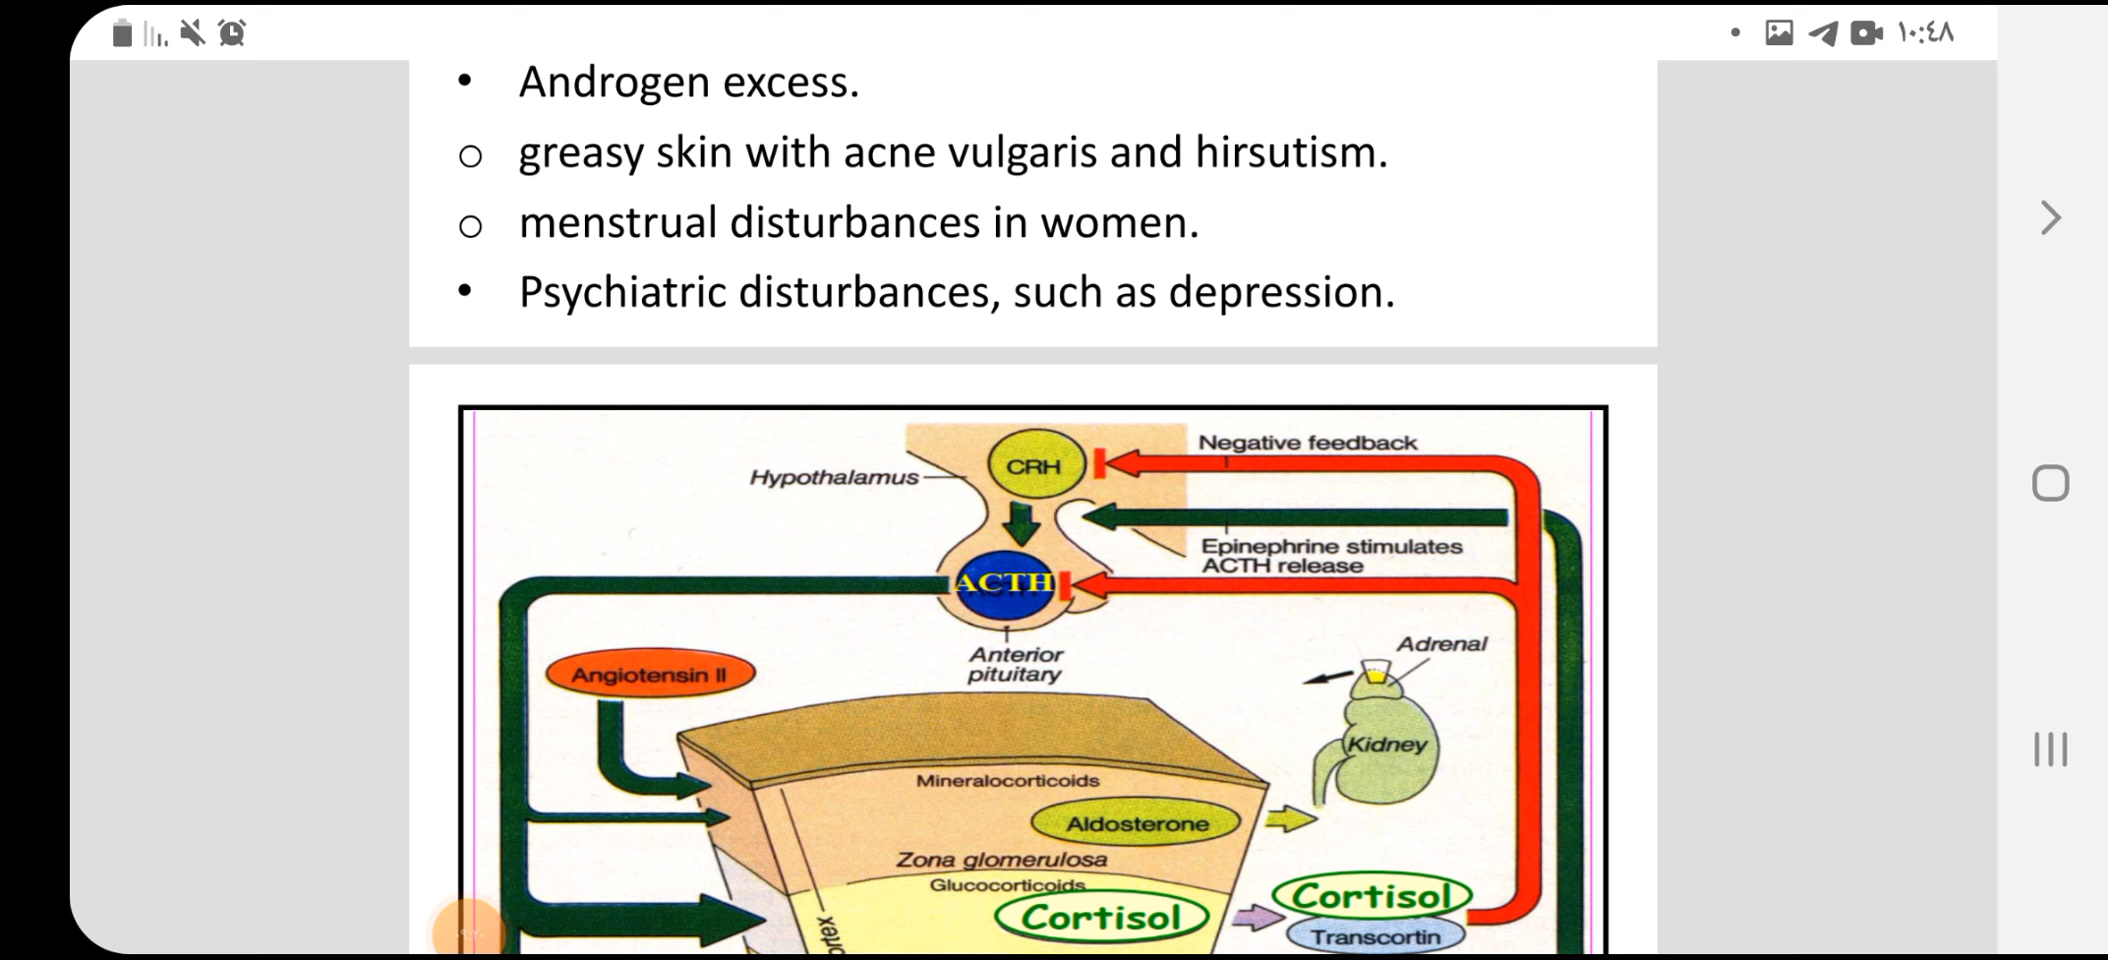 ١٠:٤٨
• Androgen excess.
o greasy skin with acne vulgaris and hirsutism.
o menstrual disturbances in women.
• Psychiatric disturbances, such as depression.
Negative feedback
CRH
Hypothalamus
Epinephrine stimulates
ACTH release
ACTH
Adrenal
Anterior
pituitary
Angiotensin II
Kidney
Mineralocorticoids
Aldosterone
Zona glomerulosa
Glucocorticoids
Cortisol
Cortisol
Transcortin